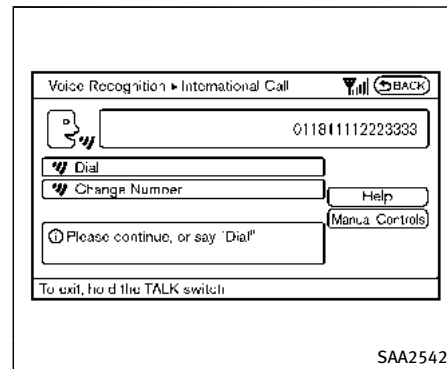 Voice Recognition ▸ International Call
BACK
011811112223333
Dial
Change Number
Help
Manual Controls
Please continue, or say "Dial"
To exit, hold the TALK switch
SAA2542